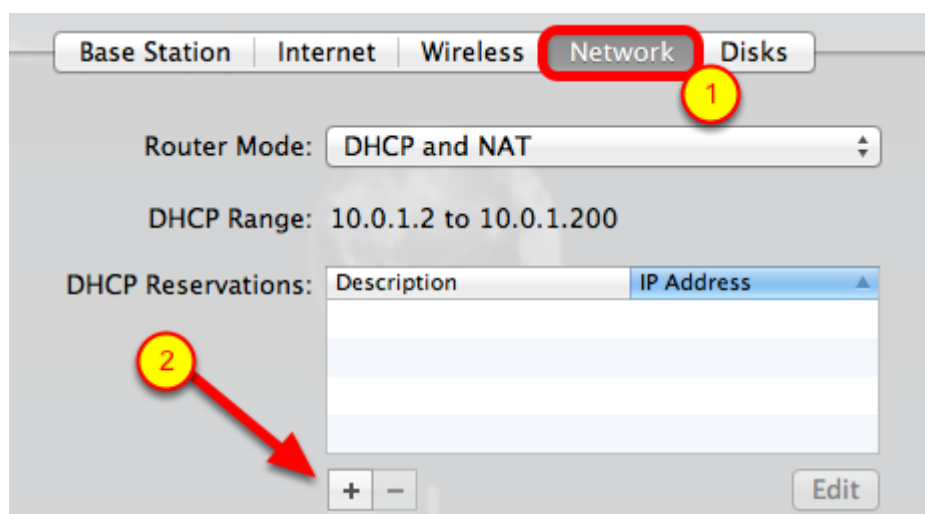 Base Station Internet Wireless Network Disks
1
Router Mode: DHCP and NAT
DHCP Range: 10.0.1.2 to 10.0.1.200
DHCP Reservations: Description IP Address
2
+ − Edit